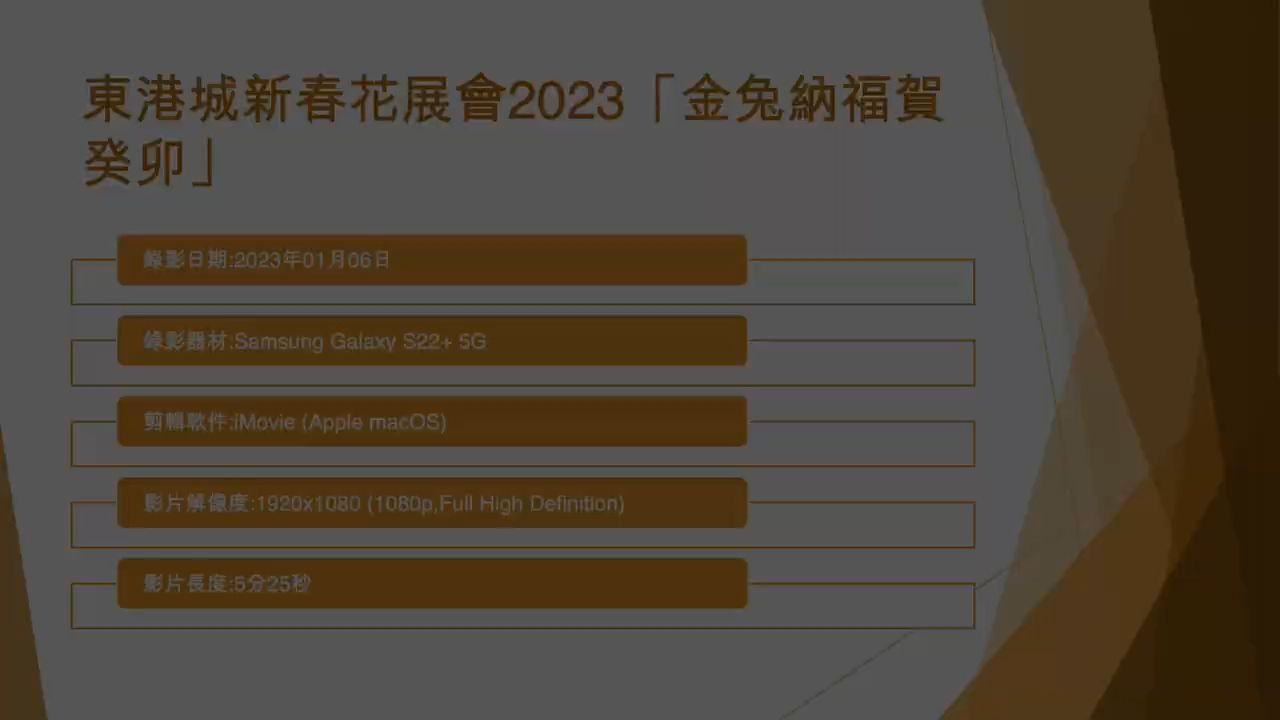 東港城新春花展會2023「金兔納福賀
癸卯」
錄影日期:2023年01月06日
錄影器材:Samsung Galaxy S22+ 5G
剪輯軟件:iMovie (Apple macOS)
影片解像度:1920x1080 (1080p,Full High Definition)
影片長度:5分25秒